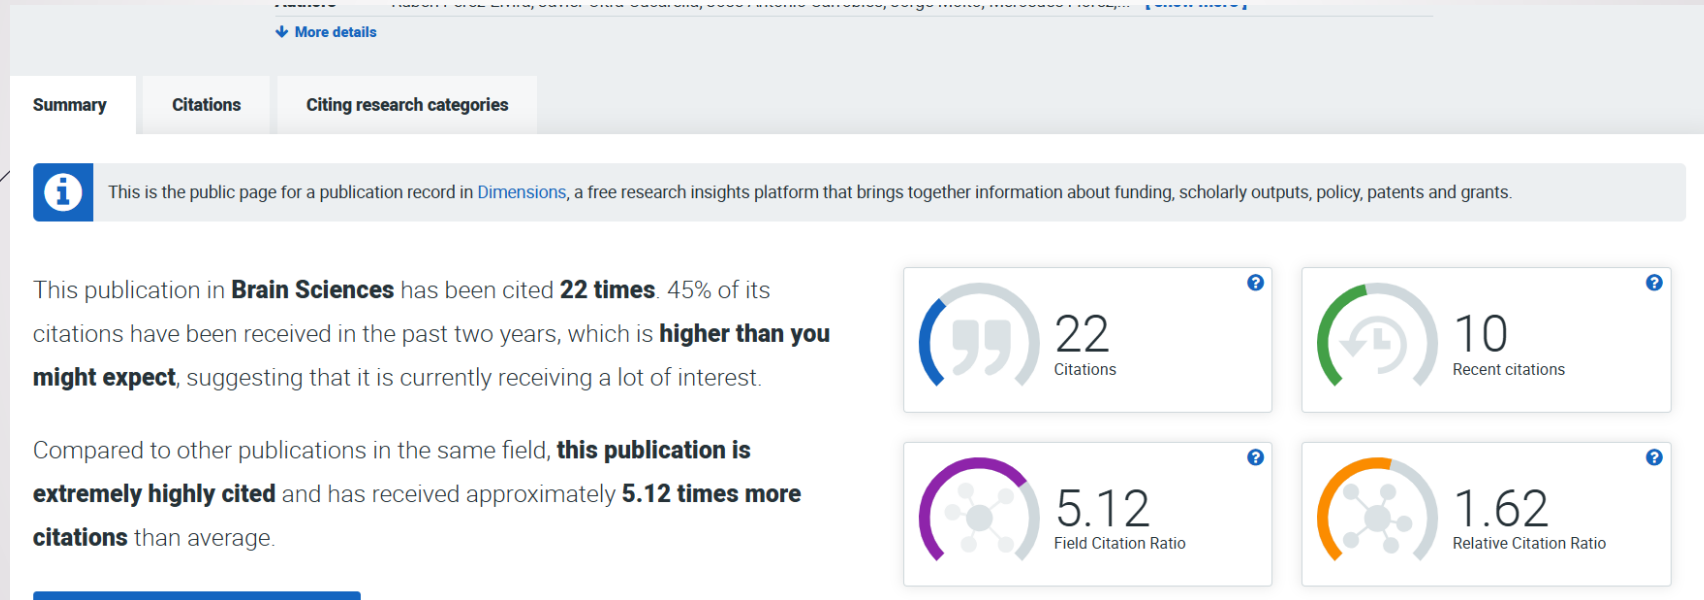 More details
Summary
Citations
Citing research categories
This is the public page for a publication record in Dimensions, a free research insights platform that brings together information about funding, scholarly outputs, policy, patents and grants.
This publication in Brain Sciences has been cited 22 times. 45% of its
citations have been received in the past two years, which is higher than you
might expect, suggesting that it is currently receiving a lot of interest.
Compared to other publications in the same field, this publication is
extremely highly cited and has received approximately 5.12 times more
citations than average.
22
Citations
10
Recent citations
5.12
Field Citation Ratio
1.62
Relative Citation Ratio